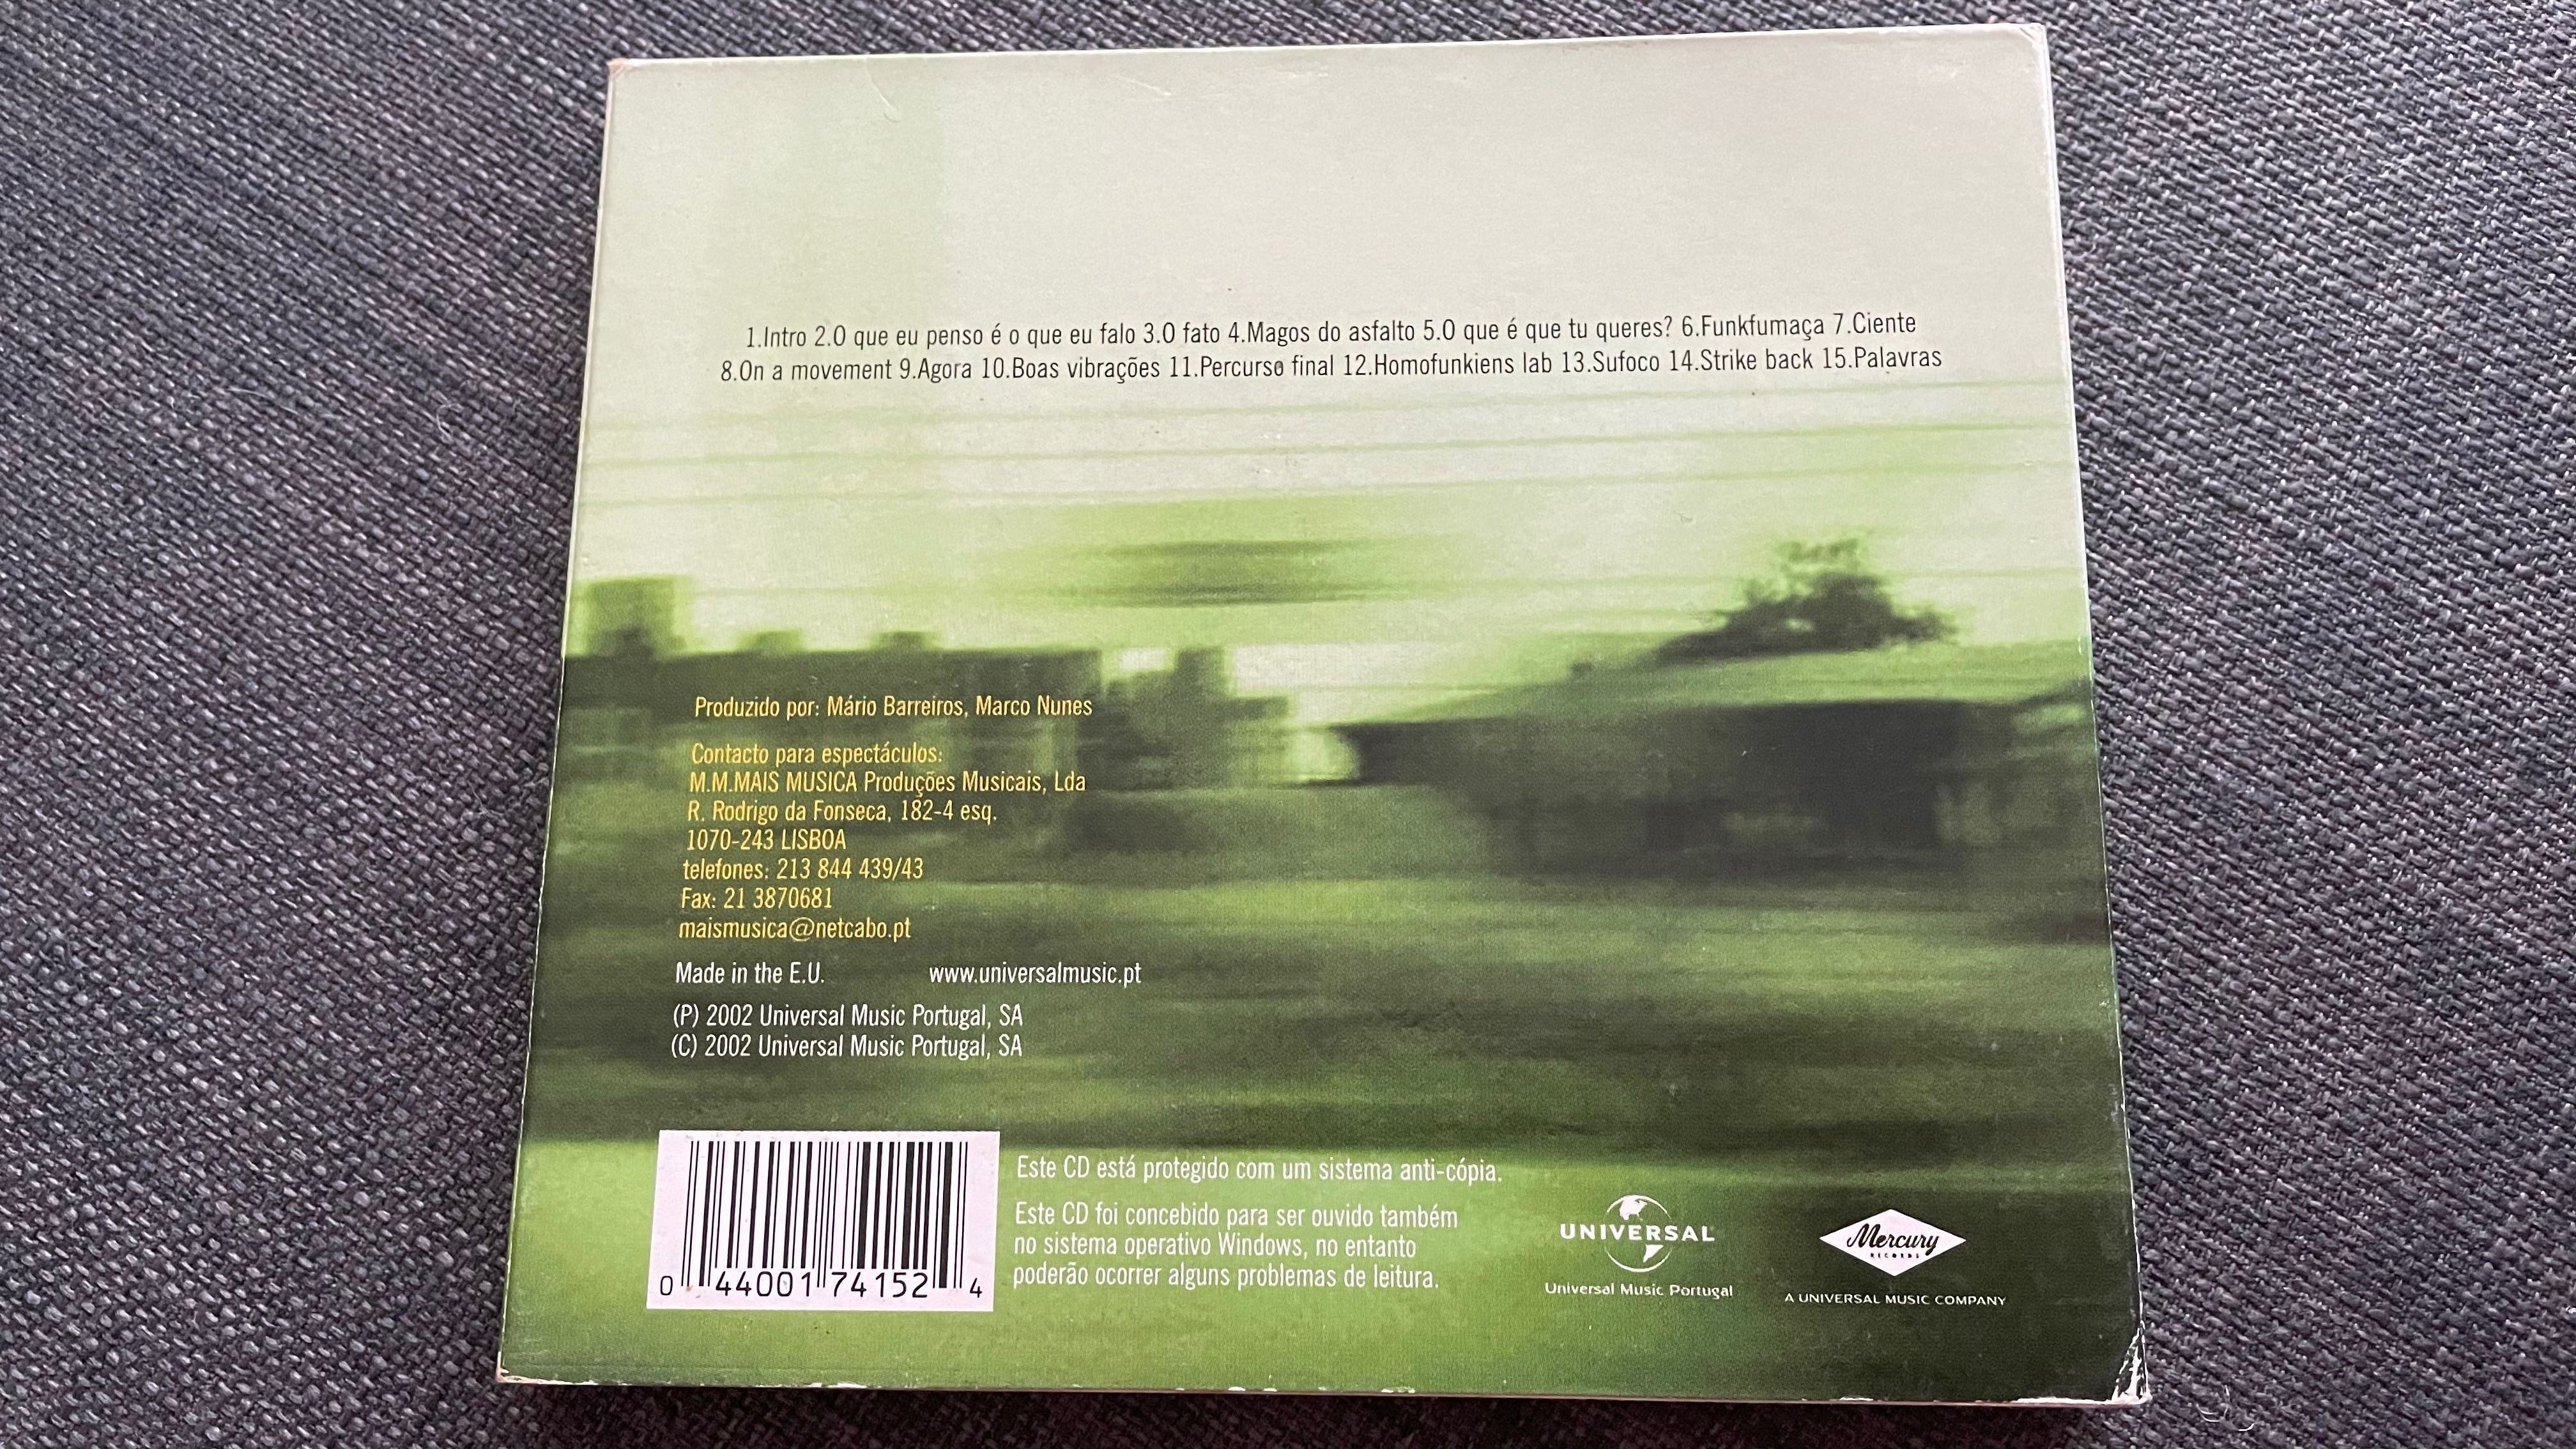 1.Intro 2.O que eu penso é o que eu falo 3.O fato 4.Magos do asfalto 5.O que é que tu queres? 6.Funkfumaça 7.Ciente
8.On a movement 9.Agora 10.Boas vibrações 11.Percurso final 12.Homofunkiens lab 13.Sufoco 14.Strike back 15.Palavras
Produzido por: Mário Barreiros, Marco Nunes
Contacto para espectáculos:
M.M.MAIS MUSICA Produções Musicais, Lda
R. Rodrigo da Fonseca, 182-4 esq.
1070-243 LISBOA
telefones: 213 844 439/43
Fax: 21 3870681
maismusica@netcabo.pt
Made in the E.U. www.universalmusic.pt
(P) 2002 Universal Music Portugal, SA
(C) 2002 Universal Music Portugal, SA
0 44001 74152 4
Este CD está protegido com um sistema anti-cópia.
Este CD foi concebido para ser ouvido também
no sistema operativo Windows, no entanto
poderão ocorrer alguns problemas de leitura.
UNIVERSAL
Universal Music Portugal
Mercury
RECORDS
A UNIVERSAL MUSIC COMPANY